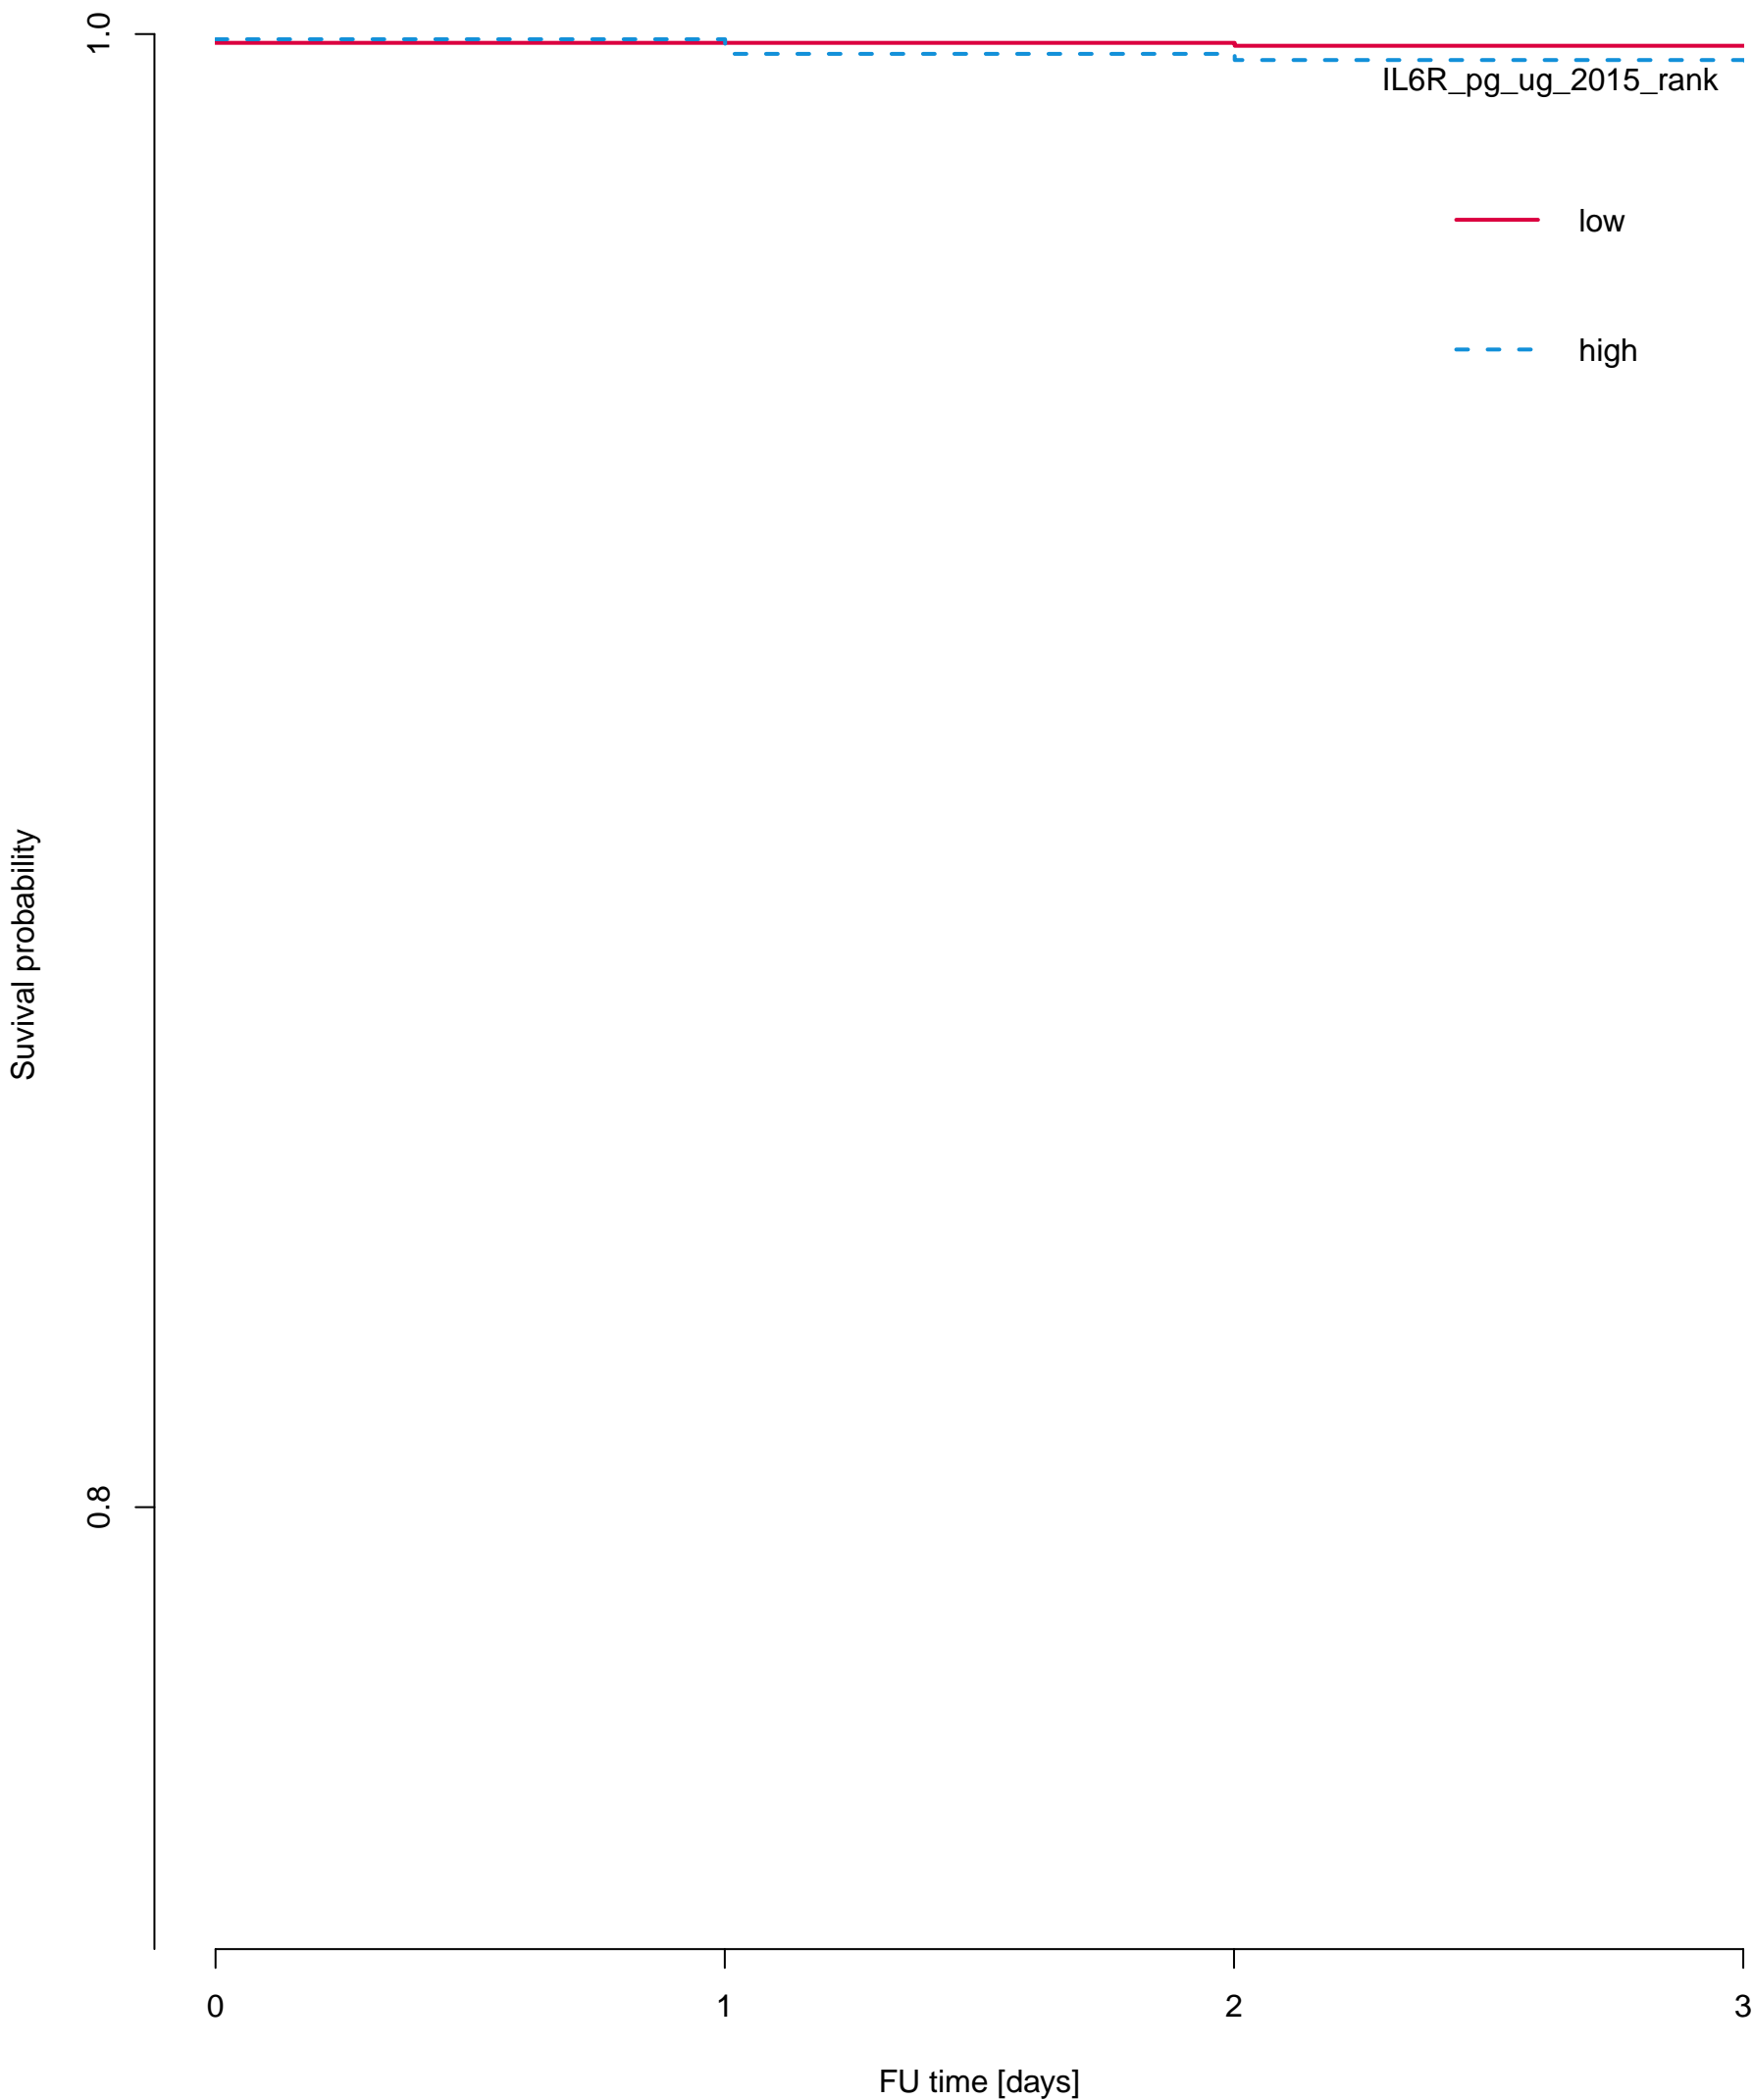 1.0
0.8
Suvival probability
IL6R_pg_ug_2015_rank
low
high
0 1 2 3
FU time [days]